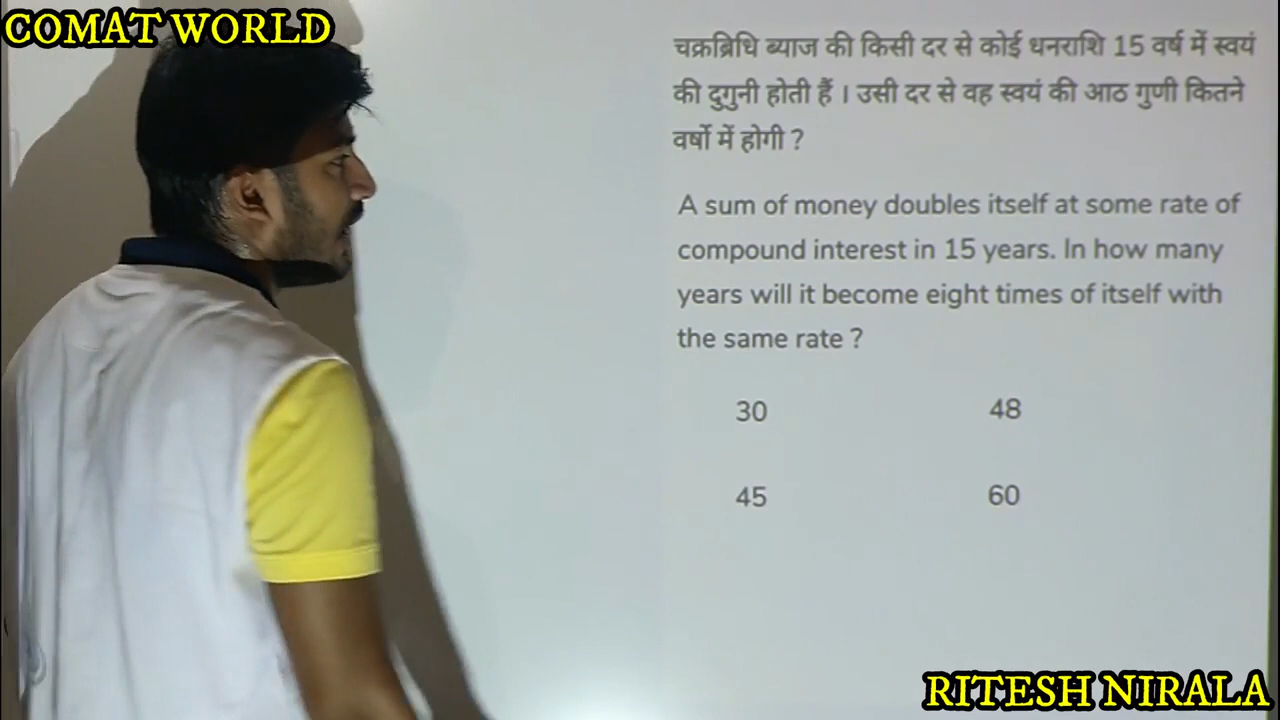 COMAT WORLD
चक्रब्रिधि ब्याज की किसी दर से कोई धनराशि 15 वर्ष में स्वयं
की दुगुनी होती हैं । उसी दर से वह स्वयं की आठ गुणी कितने
वर्षो में होगी ?
A sum of money doubles itself at some rate of
compound interest in 15 years. In how many
years will it become eight times of itself with
the same rate ?
30 48
45 60
RITESH NIRALA